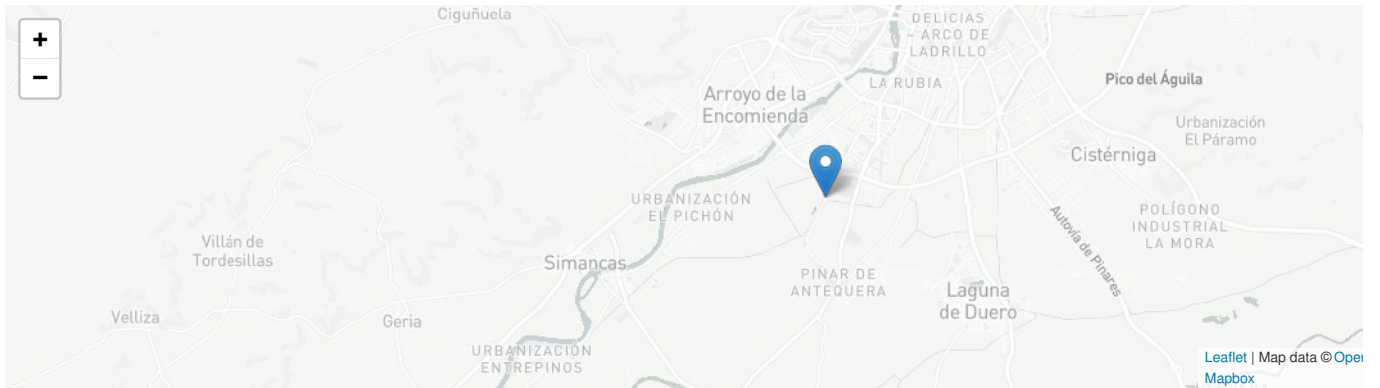 +
−
Ciguñuela
DELICIAS
- ARCO DE
LADRILLO
LA RUBIA
Pico del Águila
Arroyo de la
Encomienda
Urbanización
El Páramo
Cistérniga
URBANIZACIÓN
EL PICHÓN
POLÍGONO
INDUSTRIAL
LA MORA
Autovía de Pinares
Villán de
Tordesillas
Simancas
PINAR DE
ANTEQUERA
Laguna
de Duero
Velliza
Geria
URBANIZACIÓN
ENTREPINOS
Leaflet | Map data © Oper
Mapbox